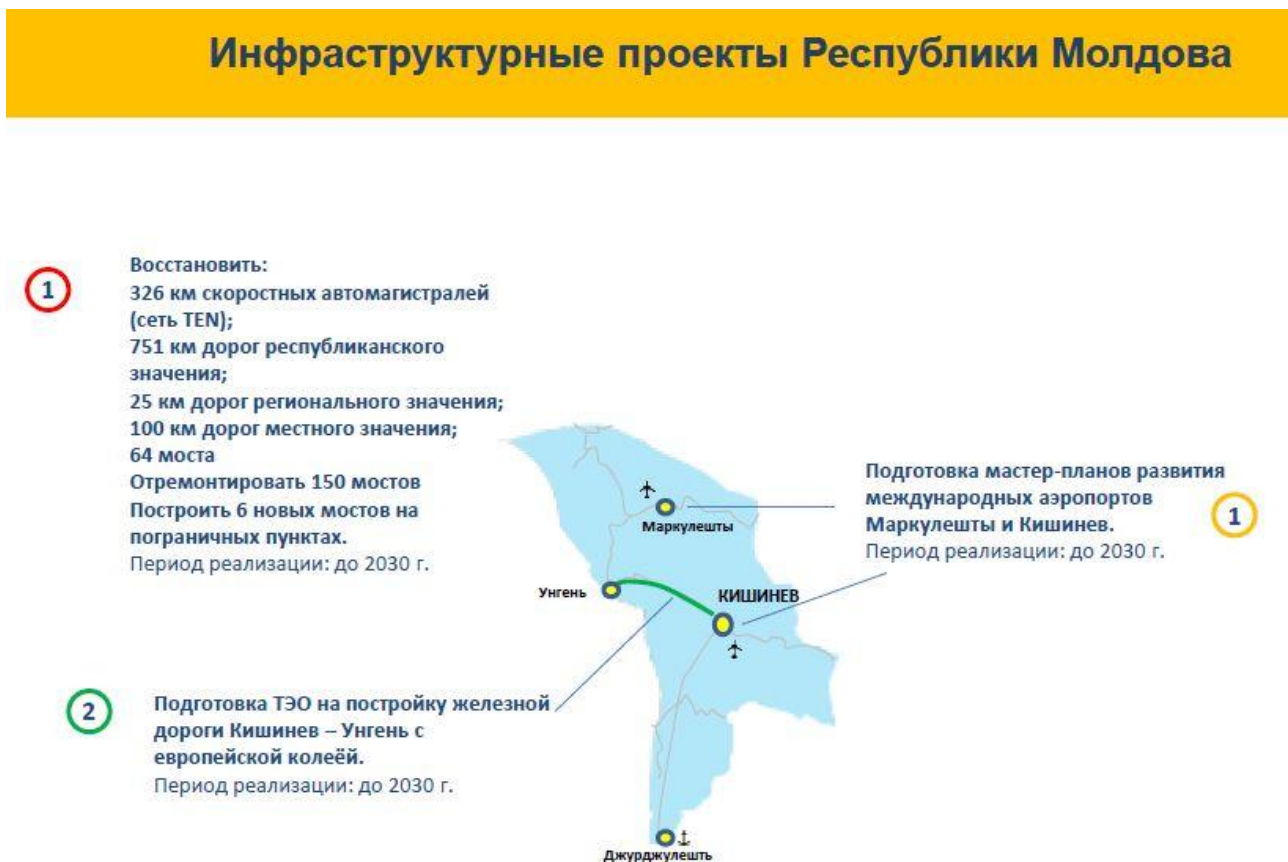 Инфраструктурные проекты Республики Молдова
1
Восстановить:
326 км скоростных автомагистралей
(сеть TEN);
751 км дорог республиканского
значения;
25 км дорог регионального значения;
100 км дорог местного значения;
64 моста
Отремонтировать 150 мостов
Построить 6 новых мостов на
пограничных пунктах.
Период реализации: до 2030 г.
Подготовка мастер-планов развития
международных аэропортов
Маркулешты и Кишинев.
Период реализации: до 2030 г.
1
Маркулешты
Унгень
КИШИНЕВ
2
Подготовка ТЭО на постройку железной
дороги Кишинев – Унгень с
европейской колеёй.
Период реализации: до 2030 г.
Джурджулешть